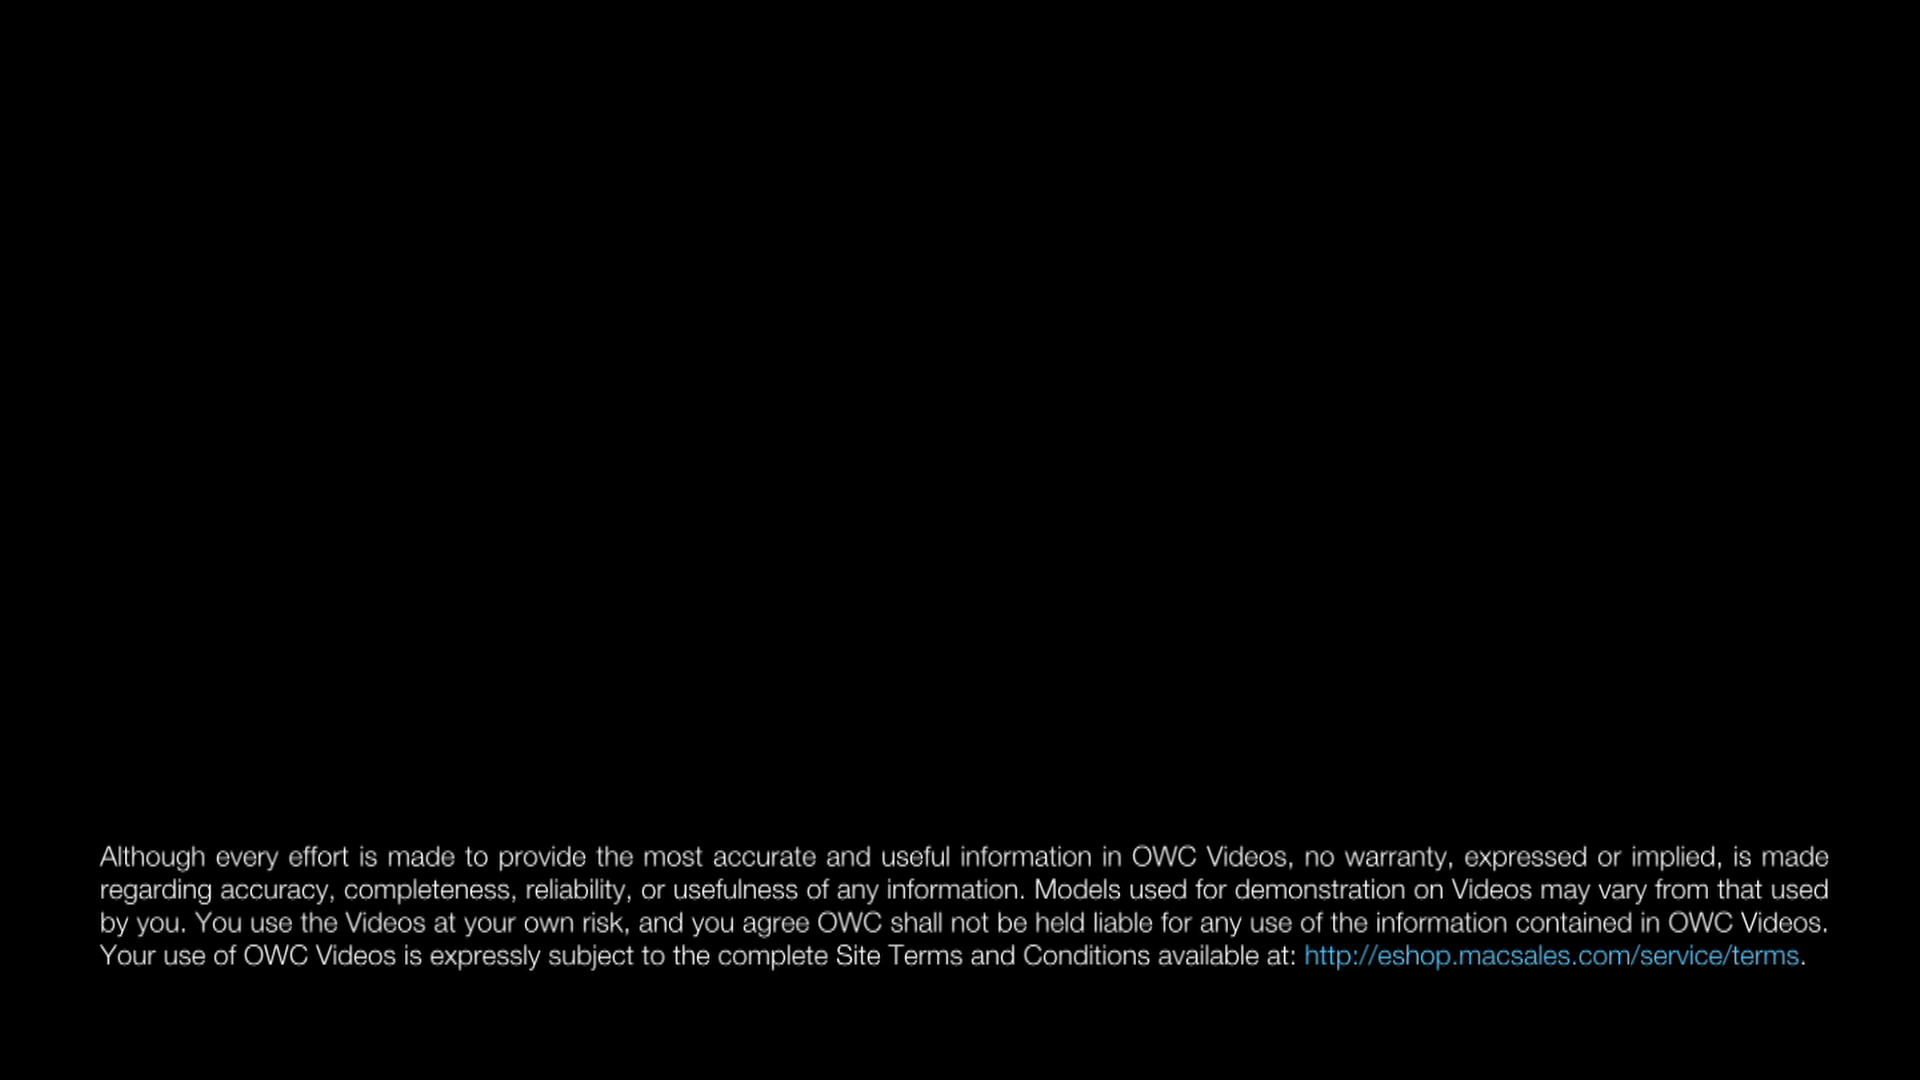 Although every effort is made to provide the most accurate and useful information in OWC Videos, no warranty, expressed or implied, is made
regarding accuracy, completeness, reliability, or usefulness of any information. Models used for demonstration on Videos may vary from that used
by you. You use the Videos at your own risk, and you agree OWC shall not be held liable for any use of the information contained in OWC Videos.
Your use of OWC Videos is expressly subject to the complete Site Terms and Conditions available at: http://eshop.macsales.com/service/terms.